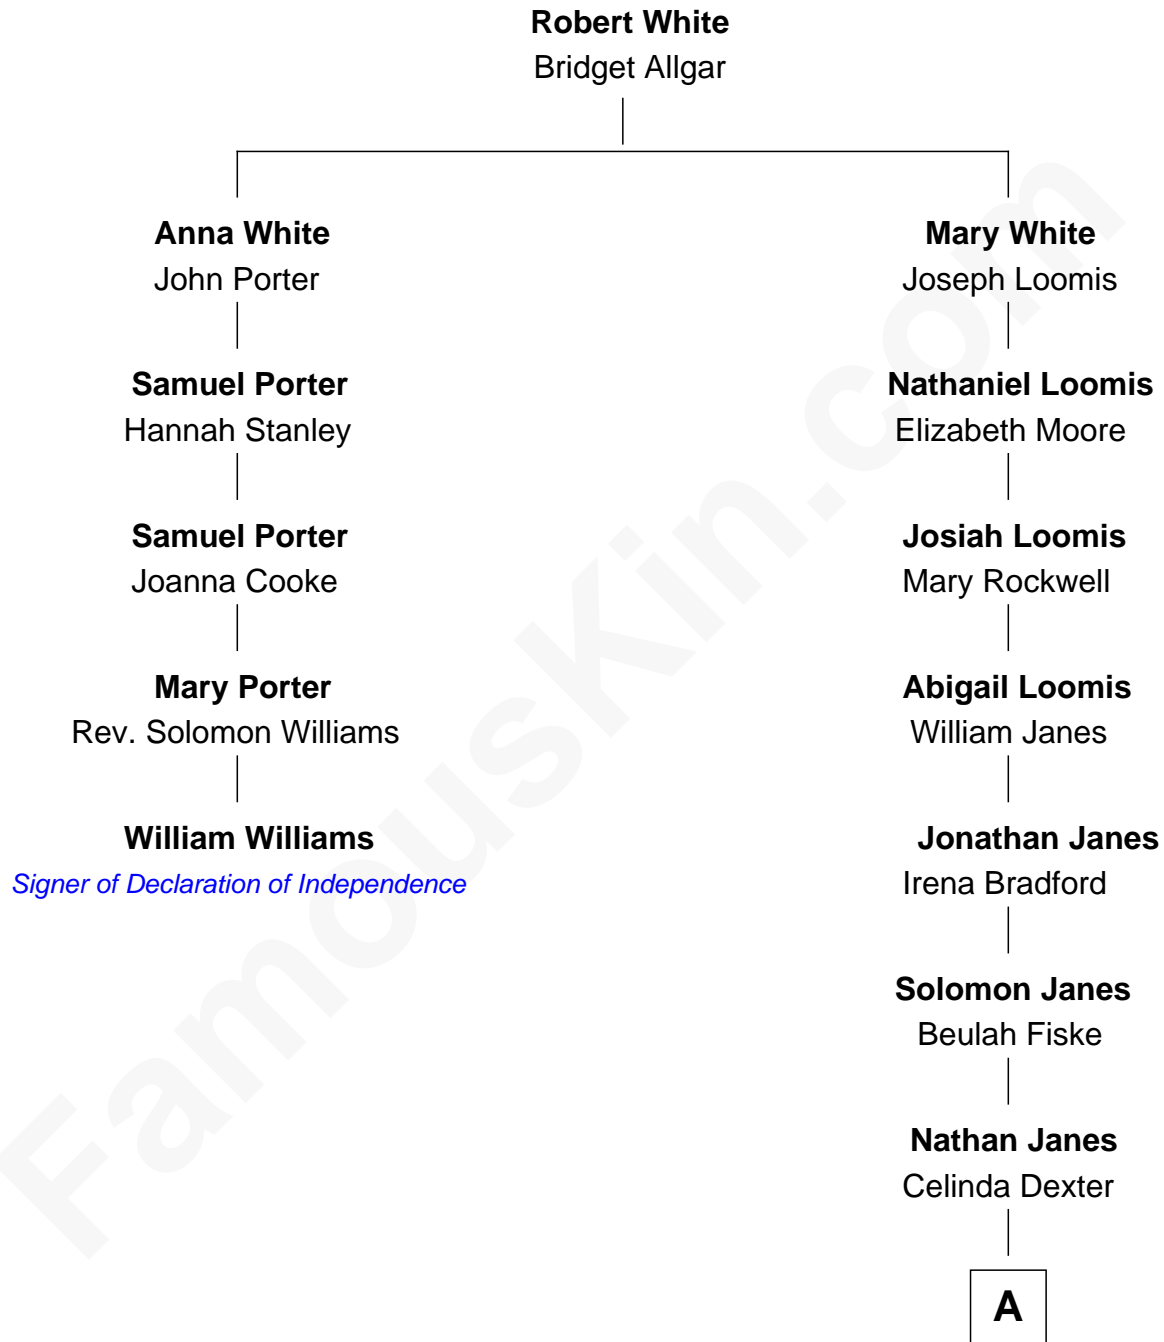 Robert White
Bridget Allgar
Anna White
John Porter
Samuel Porter
Hannah Stanley
Samuel Porter
Joanna Cooke
Mary Porter
Rev. Solomon Williams
William Williams
Signer of Declaration of Independence
Mary White
Joseph Loomis
Nathaniel Loomis
Elizabeth Moore
Josiah Loomis
Mary Rockwell
Abigail Loomis
William Janes
Jonathan Janes
Irena Bradford
Solomon Janes
Beulah Fiske
Nathan Janes
Celinda Dexter
A
FamousKin.com